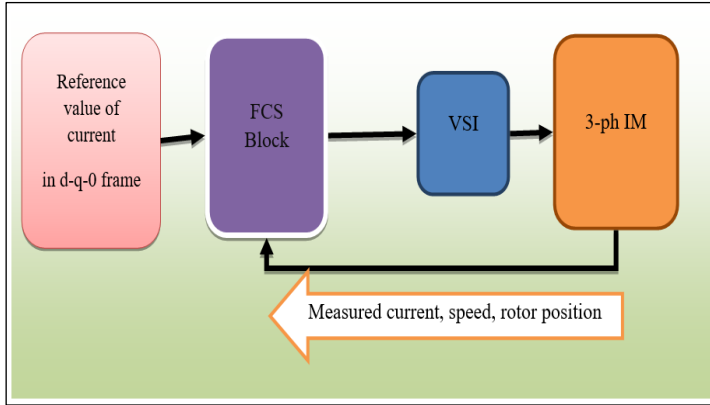 Reference
value of
current
in d-q-0 frame
FCS
Block
VSI
3-ph IM
Measured current, speed, rotor position